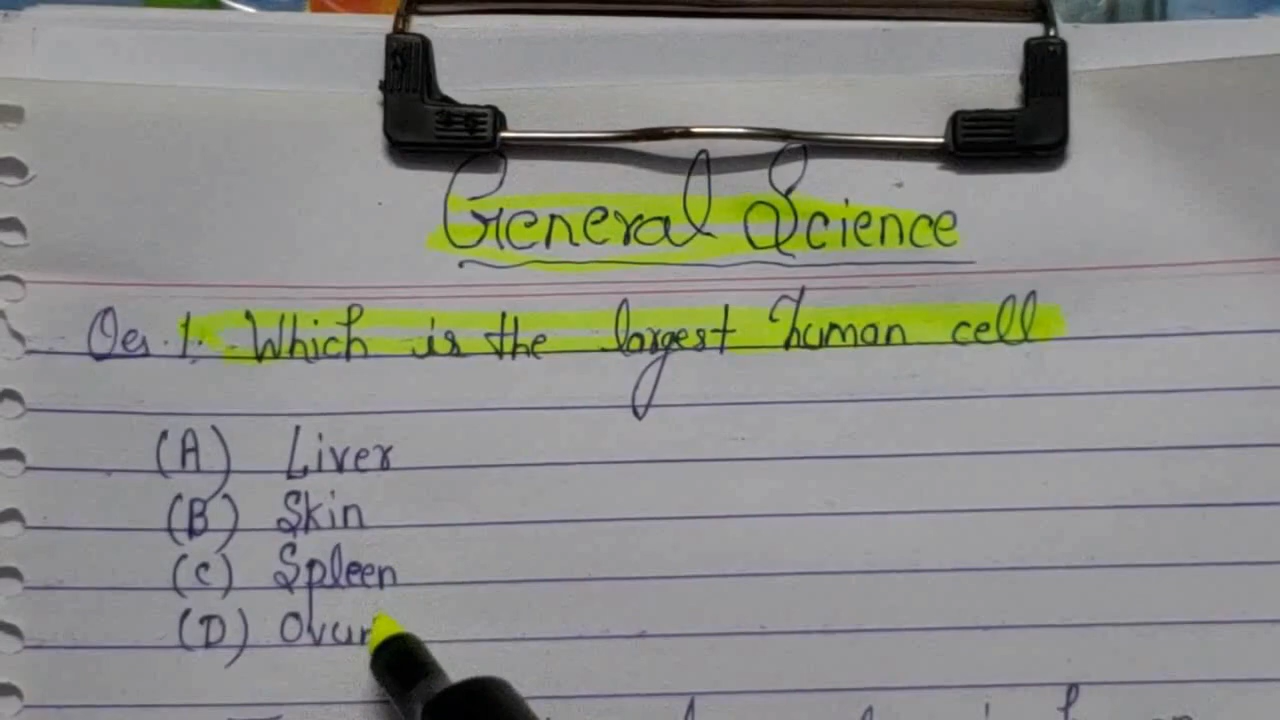 General Science
Qes. 1. Which is the largest human cell
(A) Liver
(B) Skin
(C) Spleen
(D)